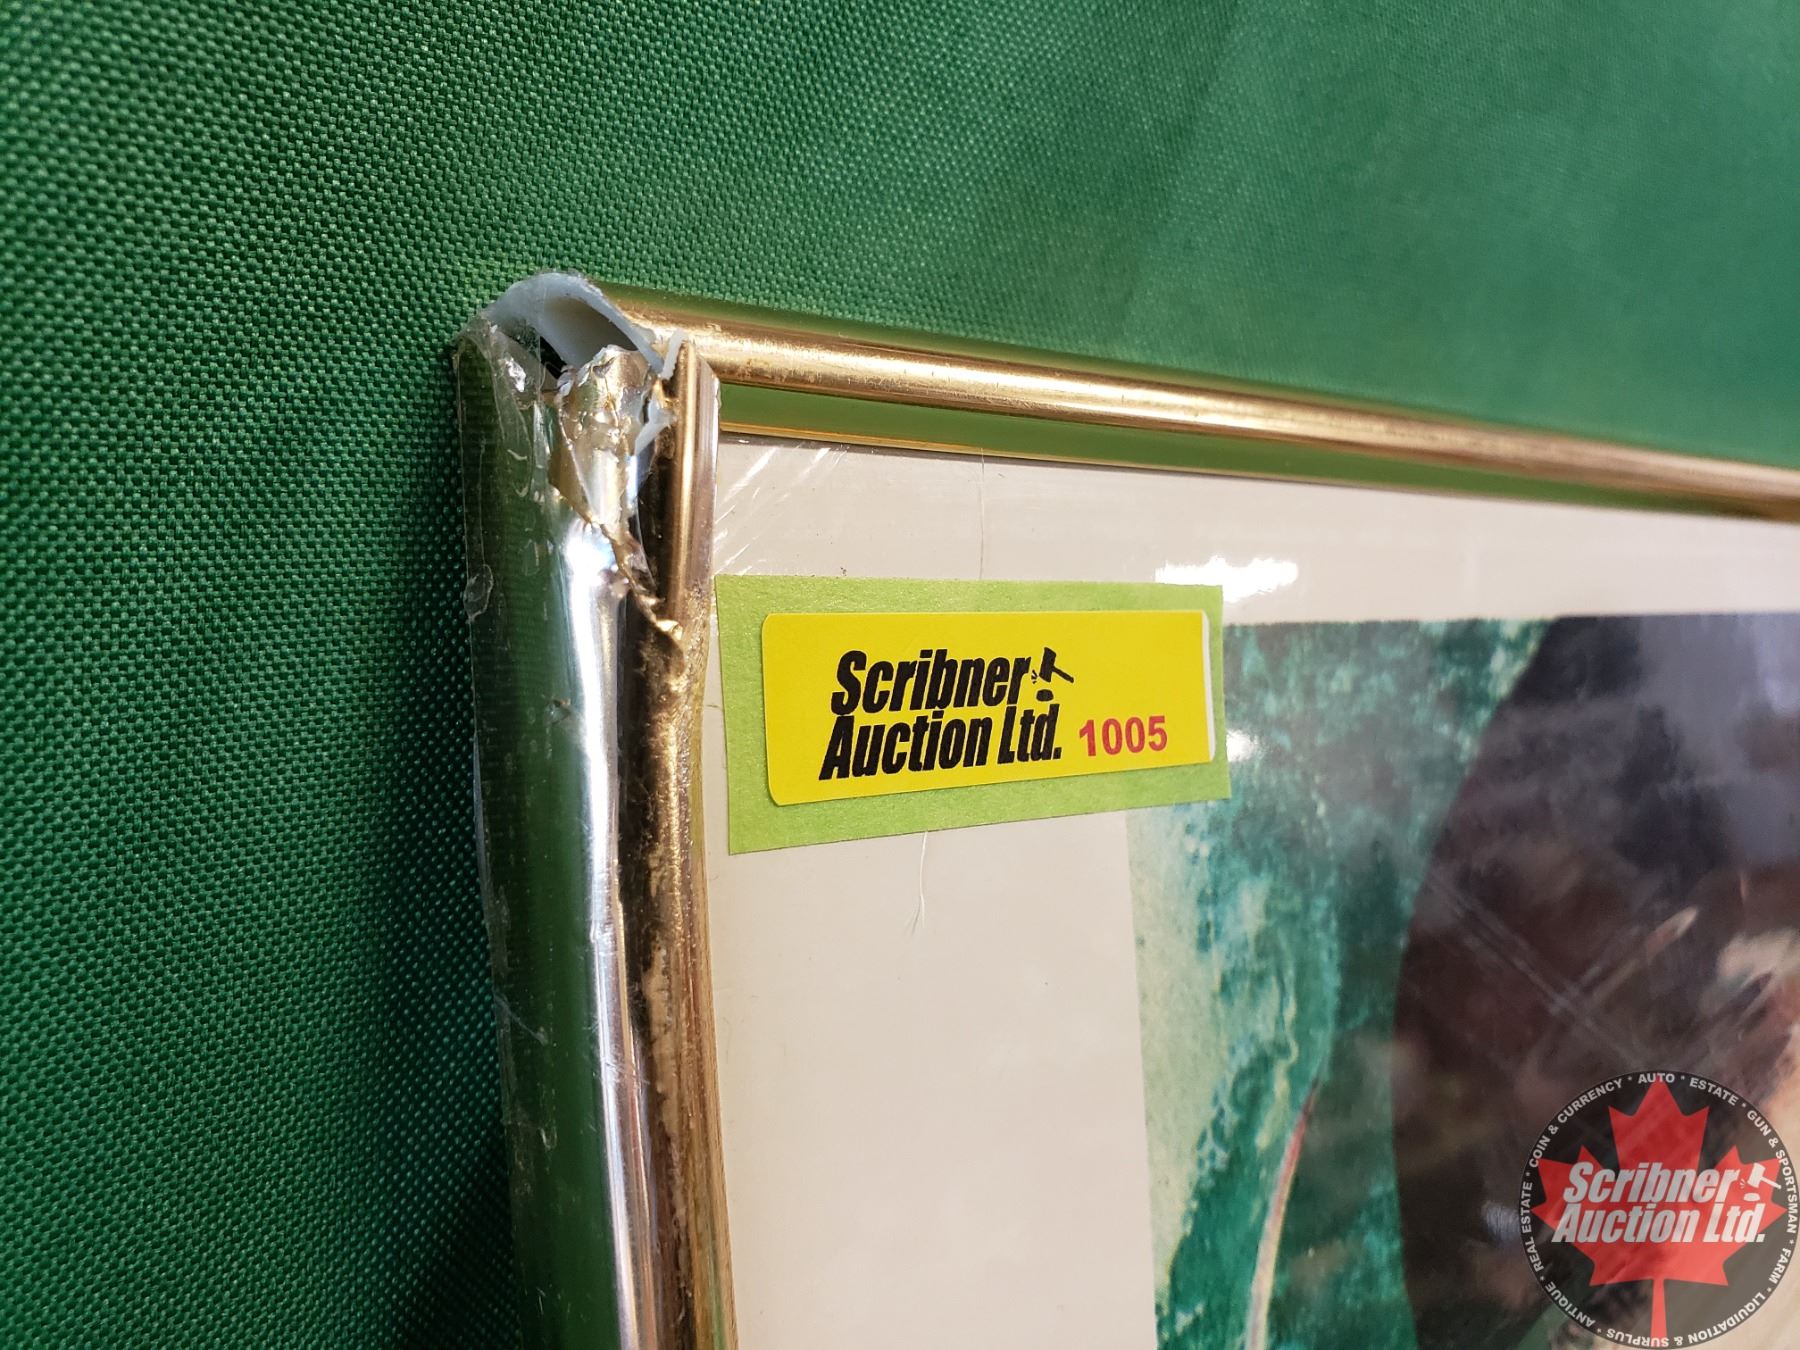 Scribner
Auction Ltd. 1005
COIN & CURRENCY * AUTO * ESTATE * GUN & SPORTSMAN * FARM * LIQUIDATION & SURPLUS * ANTIQUE * REAL ESTATE *
Scribner
Auction Ltd.